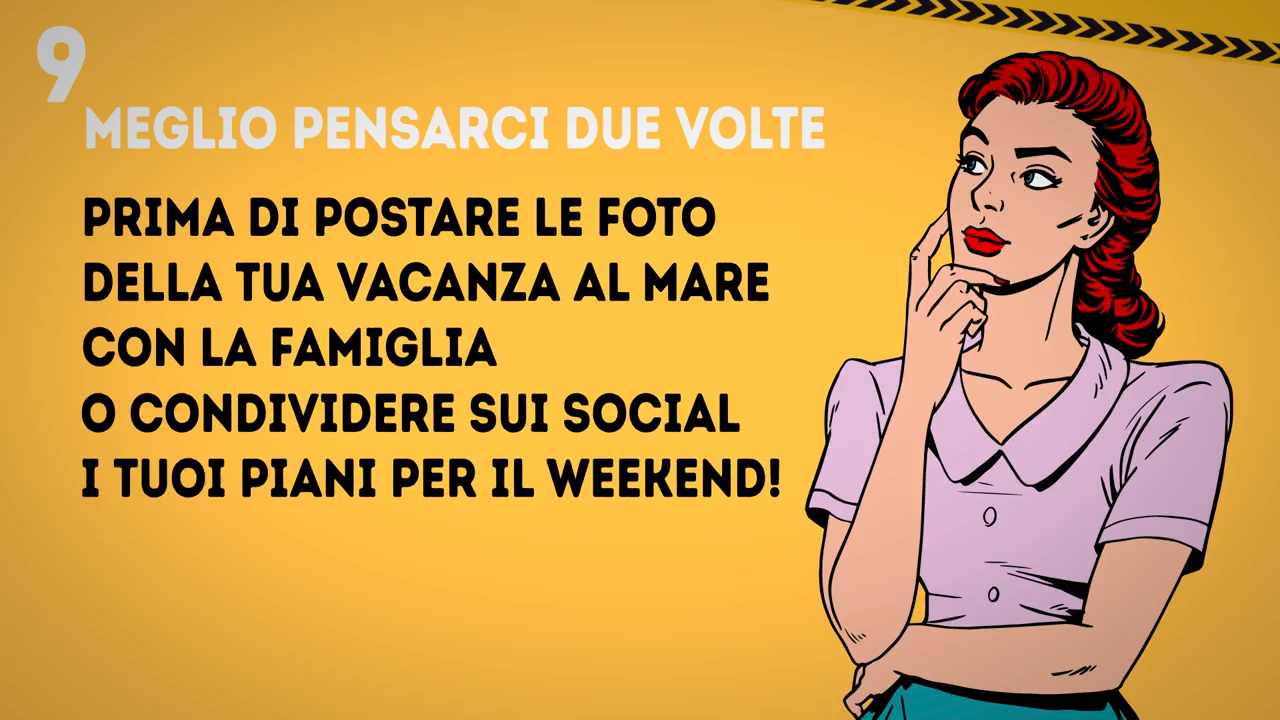 9
MEGLIO PENSARCI DUE VOLTE
PRIMA DI POSTARE LE FOTO
DELLA TUA VACANZA AL MARE
CON LA FAMIGLIA
O CONDIVIDERE SUI SOCIAL
I TUOI PIANI PER IL WEEKEND!